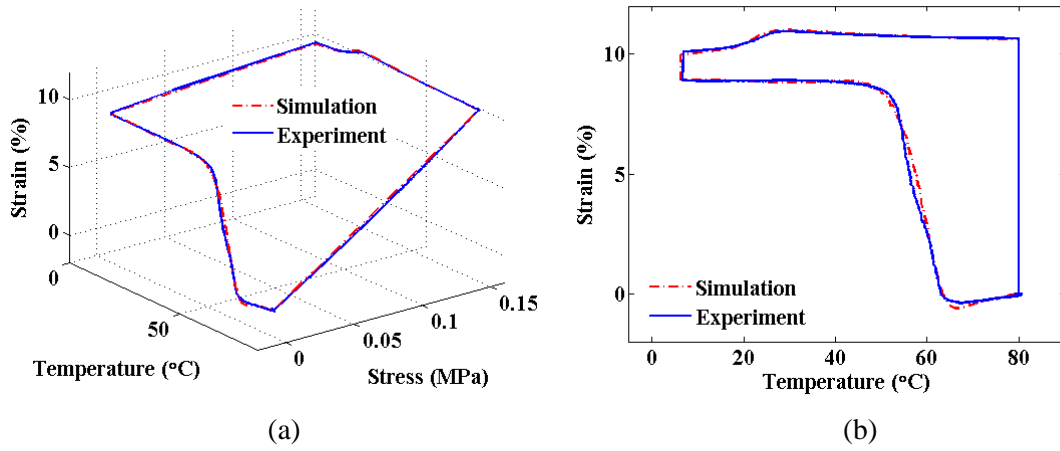 10
5
0
Strain (%)
0
50
Temperature (°C)
0
0.05
0.1
0.15
Stress (MPa)
Simulation
Experiment
(a)
10
5
0
Strain (%)
Simulation
Experiment
0 20 40 60 80
Temperature (°C)
(b)